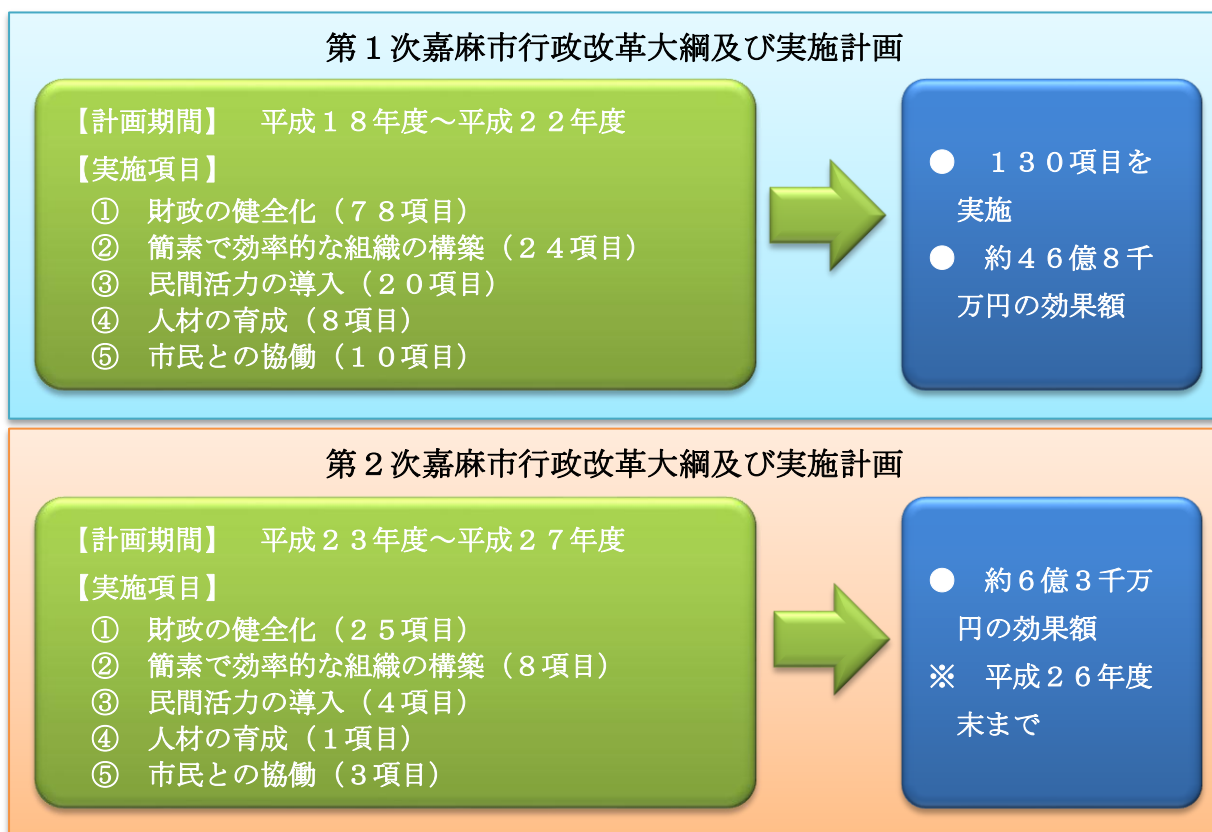 第１次嘉麻市行政改革大綱及び実施計画
【計画期間】　平成１８年度～平成２２年度
【実施項目】
①　財政の健全化（７８項目）
②　簡素で効率的な組織の構築（２４項目）
③　民間活力の導入（２０項目）
④　人材の育成（８項目）
⑤　市民との協働（１０項目）
●　１３０項目を
実施
●　約４６億８千
万円の効果額
第２次嘉麻市行政改革大綱及び実施計画
【計画期間】　平成２３年度～平成２７年度
【実施項目】
①　財政の健全化（２５項目）
②　簡素で効率的な組織の構築（８項目）
③　民間活力の導入（４項目）
④　人材の育成（１項目）
⑤　市民との協働（３項目）
●　約６億３千万
円の効果額
※　平成２６年度
末まで